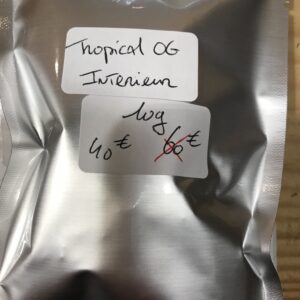 Tropical OG
Interieur
10g
40€ 60€